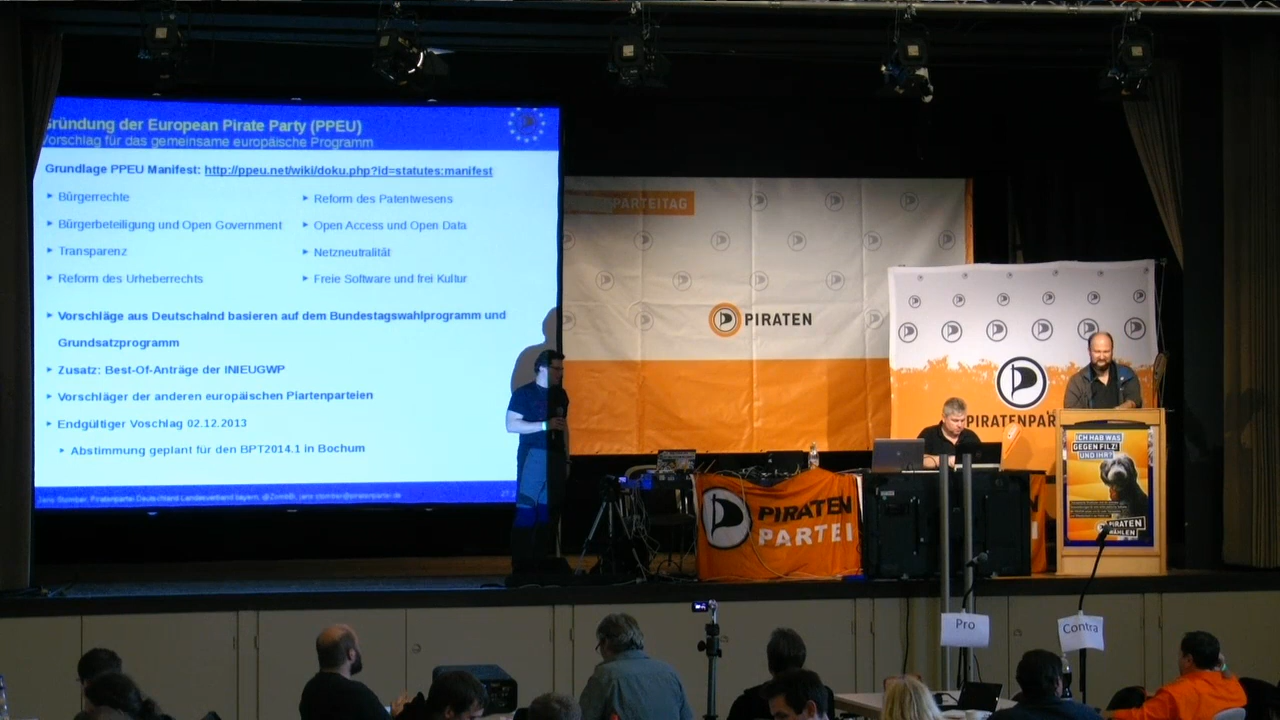 Gründung der European Pirate Party (PPEU)
Vorschlag für das gemeinsame europäische Programm
Grundlage PPEU Manifest: http://ppeu.net/wiki/doku.php?id=statutes:manifest
Bürgerrechte
Bürgerbeteiligung und Open Government
Transparenz
Reform des Urheberrechts
Reform des Patentwesens
Open Access und Open Data
Netzneutralität
Freie Software und frei Kultur
Vorschläge aus Deutschalnd basieren auf dem Bundestagswahlprogramm und
Grundsatzprogramm
Zusatz: Best-Of-Anträge der INIEUGWP
Vorschläger der anderen europäischen Piartenparteien
Endgültiger Voschlag 02.12.2013
Abstimmung geplant für den BPT2014.1 in Bochum
Piratenpartei Deutschland Landesverband bayern,
PARTEITAG
PIRATEN
PIRATENPAR
PIRATEN
PARTEI
ICH HAB WAS
GEGEN FILZ!
UND IHR?
PIRATEN
WÄHLEN
Pro
Contra